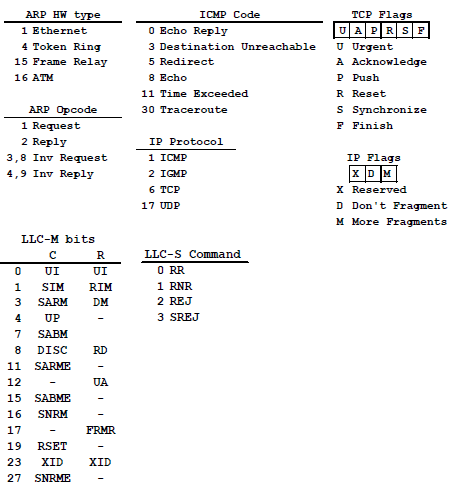 ARP HW type
1 Ethernet
4 Token Ring
15 Frame Relay
16 ATM
ARP Opcode
1 Request
2 Reply
3,8 Inv Request
4,9 Inv Reply
ICMP Code
0 Echo Reply
3 Destination Unreachable
5 Redirect
8 Echo
11 Time Exceeded
30 Traceroute
IP Protocol
1 ICMP
2 IGMP
6 TCP
17 UDP
TCP Flags
U A P R S F
U Urgent
A Acknowledge
P Push
R Reset
S Synchronize
F Finish
IP Flags
X D M
X Reserved
D Don't Fragment
M More Fragments
LLC-M bits
C R
0 UI UI
1 SIM RIM
3 SARM DM
4 UP -
7 SABM
8 DISC RD
11 SARME -
12 - UA
15 SABME -
16 SNRM -
17 - FRMR
19 RSET -
23 XID XID
27 SNRME -
LLC-S Command
0 RR
1 RNR
2 REJ
3 SREJ